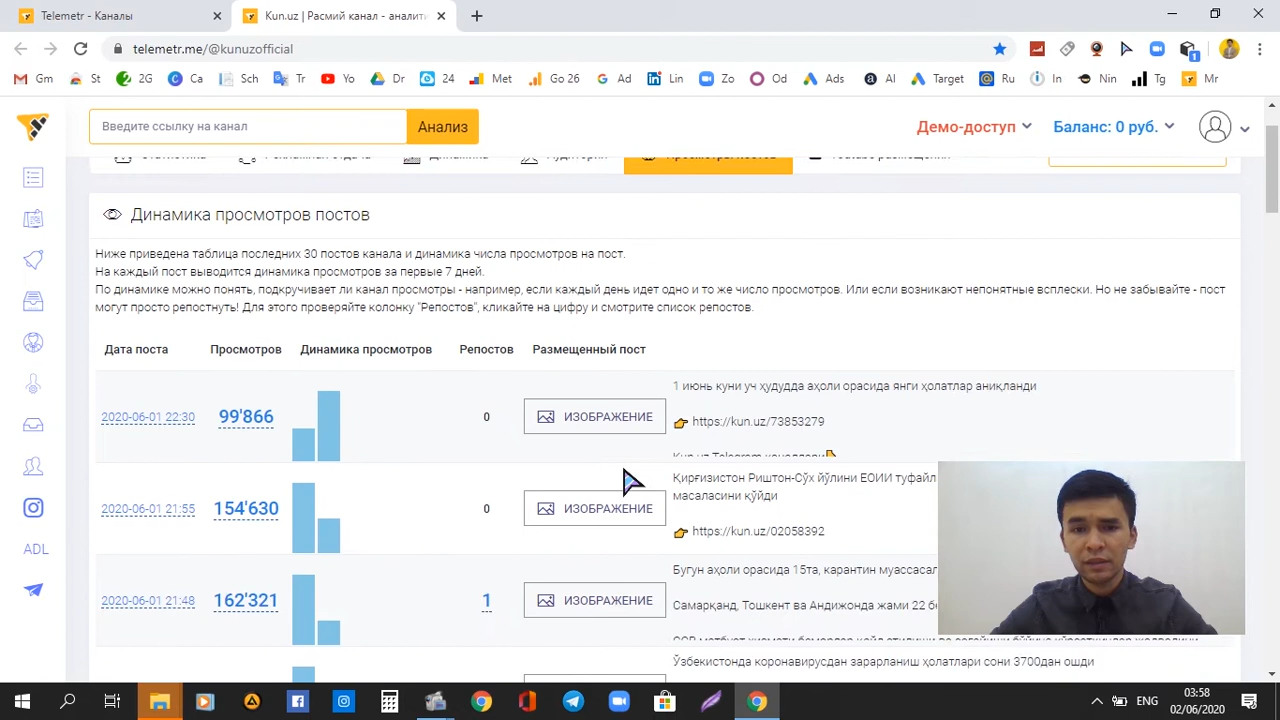 Telemetr - Каналы
Kun.uz | Расмий канал - аналити
telemetr.me/@kunuzofficial
1
Gm
St
2G
Ca
Sch
Tr
Yo
Dr
24
Met
Go 26
Ad
Lin
Zo
Od
Ads
Al
Target
Ru
In
Nin
Tg
Mr
Введите ссылку на канал
Анализ
Демо-доступ
Баланс: 0 руб.
Динамика просмотров постов
Ниже приведена таблица последних 30 постов канала и динамика числа просмотров на пост.
На каждый пост выводится динамика просмотров за первые 7 дней.
По динамике можно понять, подкручивает ли канал просмотры - например, если каждый день идет одно и то же число просмотров. Или если возникают непонятные всплески. Но не забывайте - пост
могут просто репостнуть! Для этого проверяйте колонку "Репостов", кликайте на цифру и смотрите список репостов.
Дата поста
Просмотров
Динамика просмотров
Репостов
Размещенный пост
2020-06-01 22:30
99'866
0
ИЗОБРАЖЕНИЕ
1 июнь куни уч ҳудудда аҳоли орасида янги ҳолатлар аниқланди
https://kun.uz/73853279
Kun.uz Telegram каналлари
2020-06-01 21:55
154'630
0
ИЗОБРАЖЕНИЕ
Қирғизистон Риштон-Сўх йўлини ЕОИИ туфайл
масаласини қўйди
https://kun.uz/02058392
2020-06-01 21:48
162'321
1
ИЗОБРАЖЕНИЕ
Бугун аҳоли орасида 15та, карантин муассасал
Самарқанд, Тошкент ва Андижонда жами 22 бе
Ўзбекистонда коронавирусдан зарарланиш ҳолатлари сони 3700дан ошди
ADL
ENG
03:58
02/06/2020